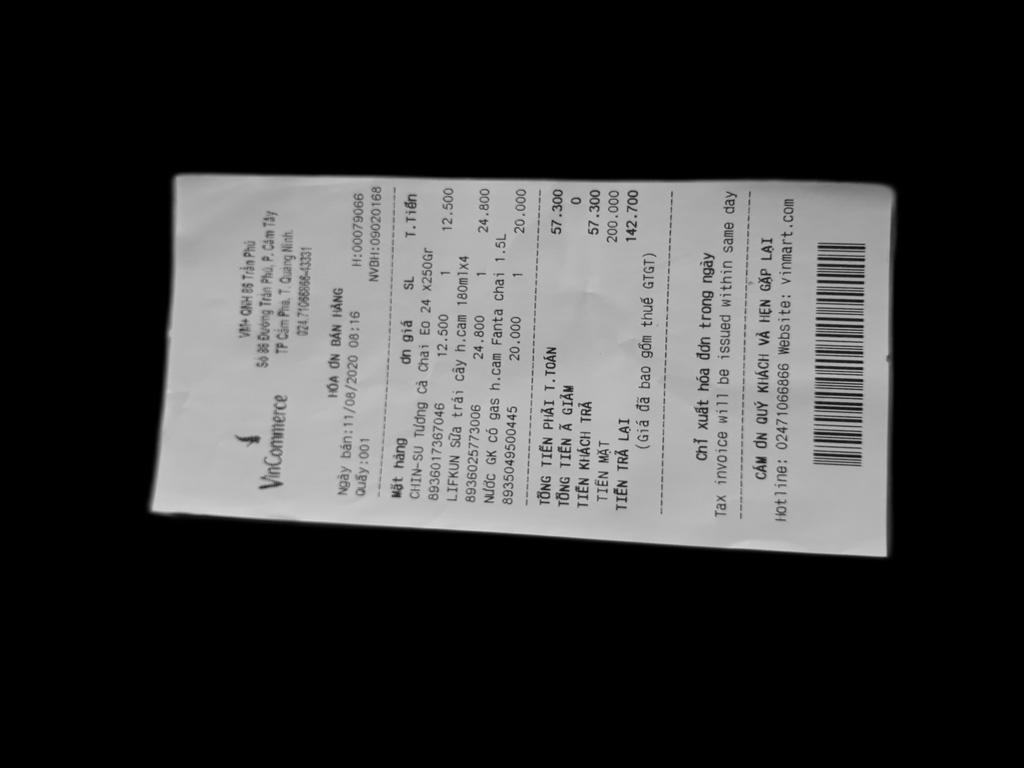 VinCommerce
VM+ QNH 86 Trần Phú
Số 86 Đường Trần Phú, P. Cẩm Tây
TP Cẩm Phả, T. Quảng Ninh.
024.71066866-43331
HÓA ĐN BÁN HÀNG
Ngày bán:11/08/2020 08:16 H:00079066
Quầy:001 NVBH:09020168
Mặt hàng đn giá SL T.Tiền
CHIN-SU Tương cà Chai Eo 24 x250Gr
8936017367046 12.500 1 12.500
LIFKUN Sữa trái cây h.cam 180mlx4
8936025773006 24.800 1 24.800
Nước GK có gas h.cam Fanta chai 1.5L
8935049500445 20.000 1 20.000
TỔNG TIỀN PHẢI T.TOÁN 57.300
TỔNG TIỀN Ã GIẢM 0
TIỀN KHÁCH TRẢ 57.300
TIỀN MẶT 200.000
TIỀN TRẢ LẠI 142.700
(Giá đã bao gồm thuế GTGT)
Chỉ xuất hóa đơn trong ngày
Tax invoice will be issued within same day
CẢM ƠN QUÝ KHÁCH VÀ HẸN GẶP LẠI
Hotline: 02471066866 Website: vinmart.com